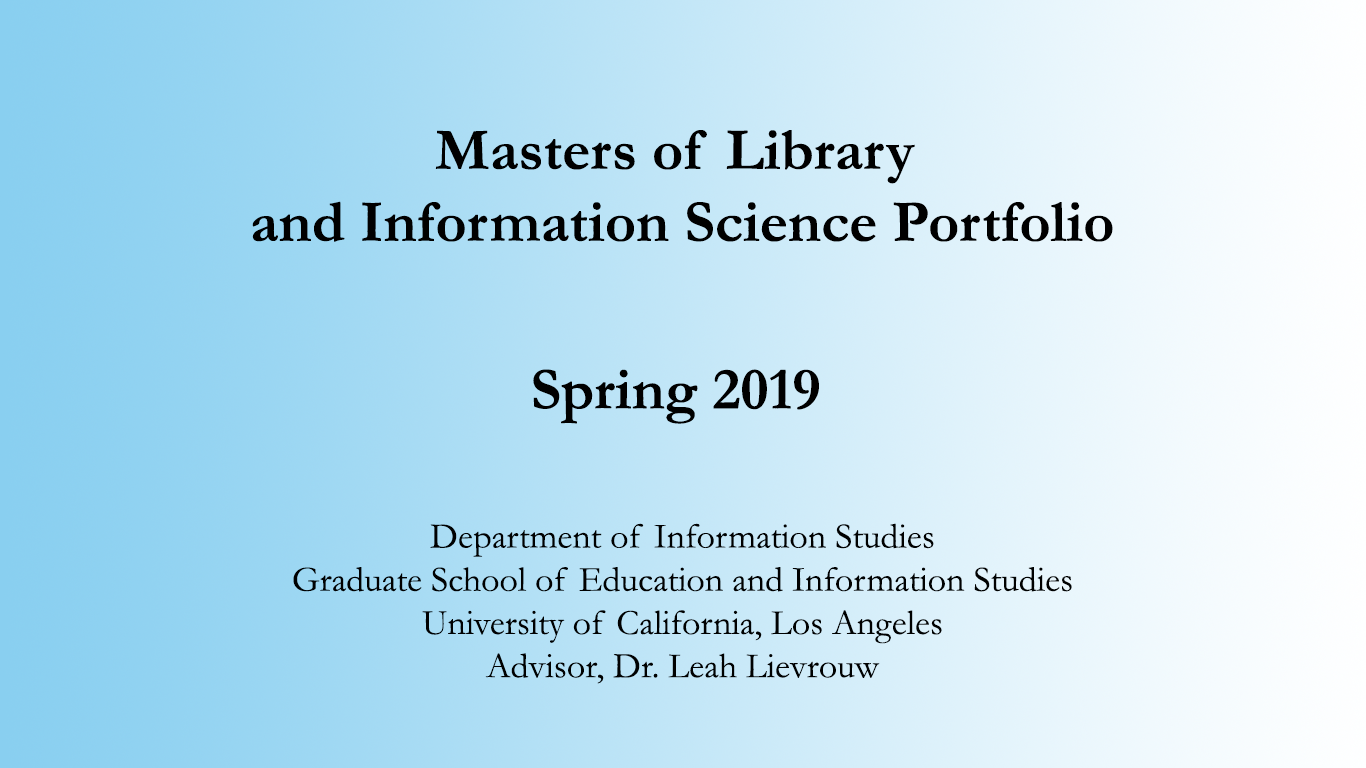 Masters of Library
and Information Science Portfolio
Spring 2019
Department of Information Studies
Graduate School of Education and Information Studies
University of California, Los Angeles
Advisor, Dr. Leah Lievrouw